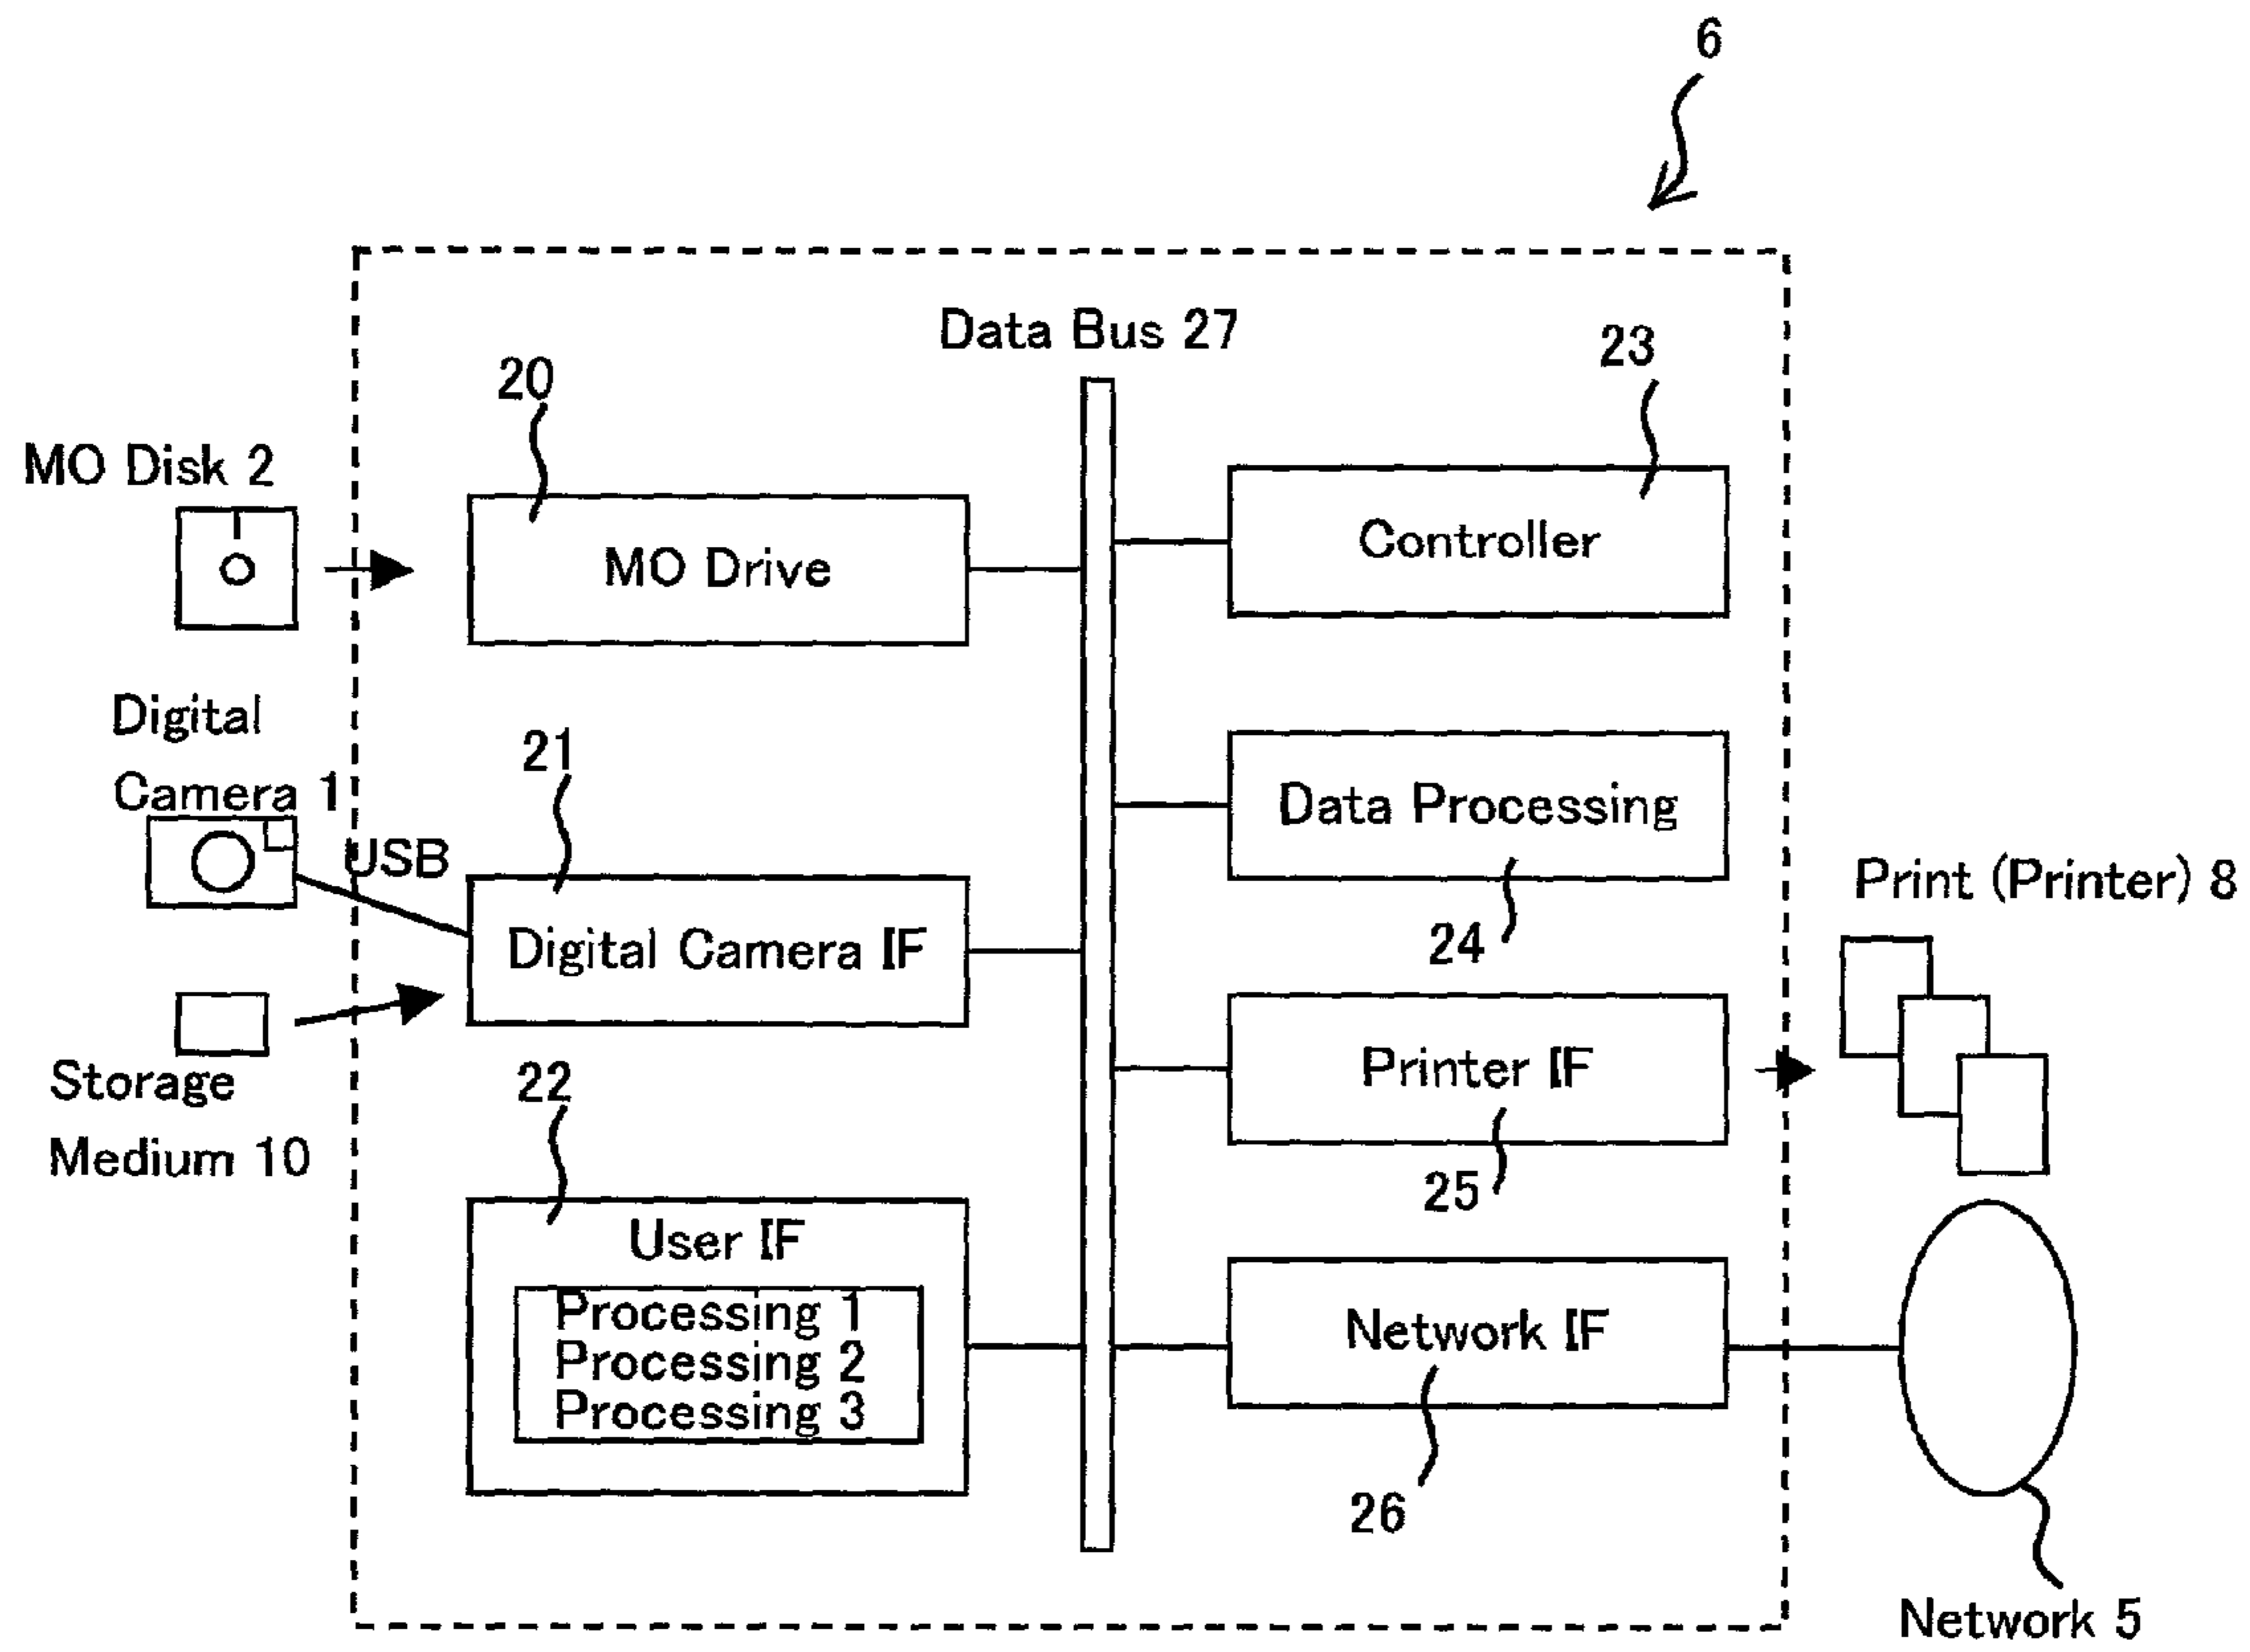 6
Data Bus 27
23
20
MO Disk 2
Controller
MO Drive
Digital
Camera 1
21
USB
Data Processing
Print (Printer) 8
24
Digital Camera IF
Storage
Medium 10
22
Printer IF
25
User IF
Processing 1
Processing 2
Processing 3
Network IF
26
Network 5